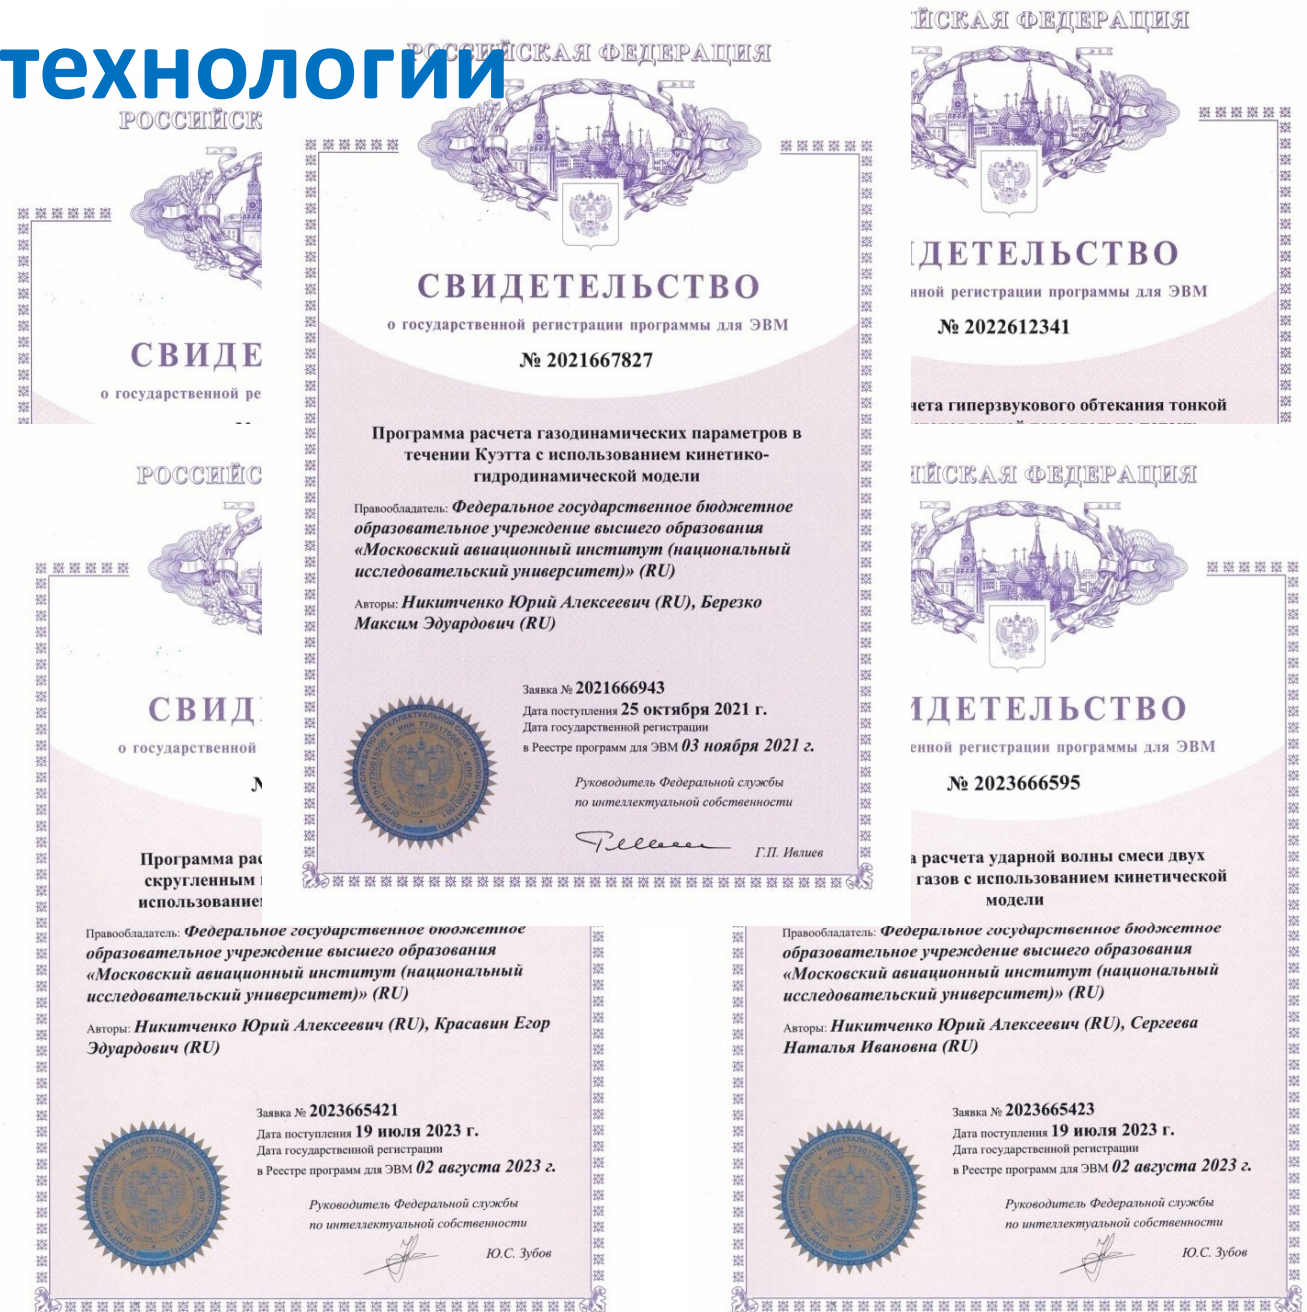 технологии
РОССИЙСК
СВИДЕ
о государственной ре
РОССИЙСКАЯ ФЕДЕРАЦИЯ
СВИДЕТЕЛЬСТВО
о государственной регистрации программы для ЭВМ
№ 2021667827
Программа расчета газодинамических параметров в
течении Куэтта с использованием кинетико-
гидродинамической модели
Правообладатель: Федеральное государственное бюджетное
образовательное учреждение высшего образования
«Московский авиационный институт (национальный
исследовательский университет)» (RU)
Авторы: Никитченко Юрий Алексеевич (RU), Березко
Максим Эдуардович (RU)
Заявка № 2021666943
Дата поступления 25 октября 2021 г.
Дата государственной регистрации
в Реестре программ для ЭВМ 03 ноября 2021 г.
Руководитель Федеральной службы
по интеллектуальной собственности
Г.П. Ивлиев
ЙСКАЯ ФЕДЕРАЦИЯ
ДЕТЕЛЬСТВО
нной регистрации программы для ЭВМ
№ 2022612341
чета гиперзвукового обтекания тонкой
РОССИЙС
СВИД
о государственной
Программа рас
скругленным
использование
Правообладатель: Федеральное государственное бюджетное
образовательное учреждение высшего образования
«Московский авиационный институт (национальный
исследовательский университет)» (RU)
Авторы: Никитченко Юрий Алексеевич (RU), Красавин Егор
Эдуардович (RU)
Заявка № 2023665421
Дата поступления 19 июля 2023 г.
Дата государственной регистрации
в Реестре программ для ЭВМ 02 августа 2023 г.
Руководитель Федеральной службы
по интеллектуальной собственности
Ю.С. Зубов
ИЙСКАЯ ФЕДЕРАЦИЯ
ИДЕТЕЛЬСТВО
енной регистрации программы для ЭВМ
№ 2023666595
а расчета ударной волны смеси двух
газов с использованием кинетической
модели
Правообладатель: Федеральное государственное бюджетное
образовательное учреждение высшего образования
«Московский авиационный институт (национальный
исследовательский университет)» (RU)
Авторы: Никитченко Юрий Алексеевич (RU), Сергеева
Наталья Ивановна (RU)
Заявка № 2023665423
Дата поступления 19 июля 2023 г.
Дата государственной регистрации
в Реестре программ для ЭВМ 02 августа 2023 г.
Руководитель Федеральной службы
по интеллектуальной собственности
Ю.С. Зубов